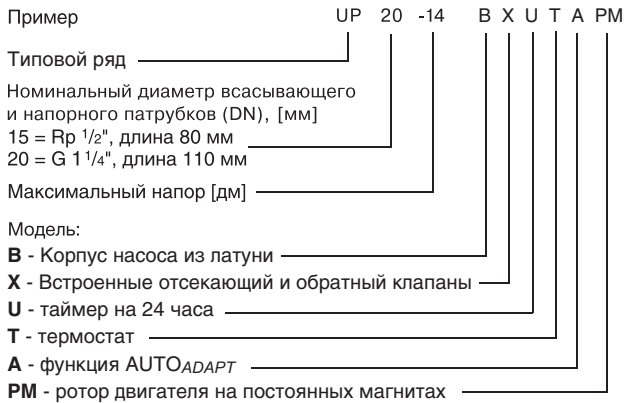 Пример UP 20 -14 B X U T A PM
Типовой ряд
Номинальный диаметр всасывающего
и напорного патрубков (DN), [мм]
15 = Rp 1/2", длина 80 мм
20 = G 1 1/4", длина 110 мм
Максимальный напор [дм]
Модель:
B - Корпус насоса из латуни
X - Встроенные отсекающий и обратный клапаны
U - таймер на 24 часа
T - термостат
A - функция AUTOADAPT
PM - ротор двигателя на постоянных магнитах